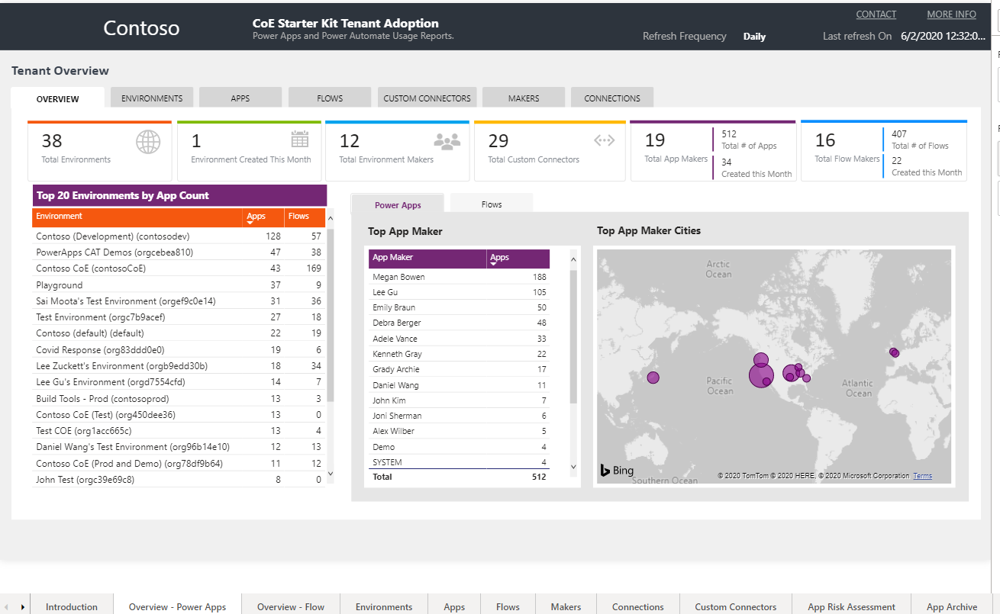 Contoso
CoE Starter Kit Tenant Adoption
Power Apps and Power Automate Usage Reports.
CONTACT MORE INFO
Refresh Frequency Daily Last refresh On 6/2/2020 12:32:0...
Tenant Overview
OVERVIEW ENVIRONMENTS APPS FLOWS CUSTOM CONNECTORS MAKERS CONNECTIONS
38
Total Environments
1
Environment Created This Month
12
Total Environment Makers
29
Total Custom Connectors
19
Total App Makers
512
Total # of Apps
34
Created this Month
16
Total Flow Makers
407
Total # of Flows
22
Created this Month
Top 20 Environments by App Count
Environment Apps Flows
Contoso (Development) (contosodev) 128 57
PowerApps CAT Demos (orgcebea810) 47 38
Contoso CoE (contosoCoE) 43 169
Playground 37 9
Sai Moota's Test Environment (orgef9c0e14) 31 36
Test Environment (orgc7b9acef) 27 18
Contoso (default) (default) 22 19
Covid Response (org83ddd0e0) 19 6
Lee Zuckett's Environment (orgb9edd30b) 18 34
Lee Gu's Environment (orgd7554cfd) 14 7
Build Tools - Prod (contosoprod) 13 3
Contoso CoE (Test) (org450dee36) 13 0
Test COE (org1acc665c) 13 4
Daniel Wang's Test Environment (org96b14e10) 12 13
Contoso CoE (Prod and Demo) (org78df9b64) 11 12
John Test (orgc39e69c8) 8 0
Power Apps Flows
Top App Maker
App Maker Apps
Megan Bowen 188
Lee Gu 105
Emily Braun 50
Debra Berger 48
Adele Vance 33
Kenneth Gray 22
Grady Archie 17
Daniel Wang 11
John Kim 7
Joni Sherman 6
Alex Wilber 5
Demo 4
SYSTEM 4
Total 512
Top App Maker Cities
Arctic
Ocean
Pacific
Ocean
Atlantic
Ocean
Bing
Southern Ocean
© 2020 TomTom © 2020 HERE, © 2020 Microsoft Corporation Terms
Introduction Overview - Power Apps Overview - Flow Environments Apps Flows Makers Connections Custom Connectors App Risk Assessment App Archive